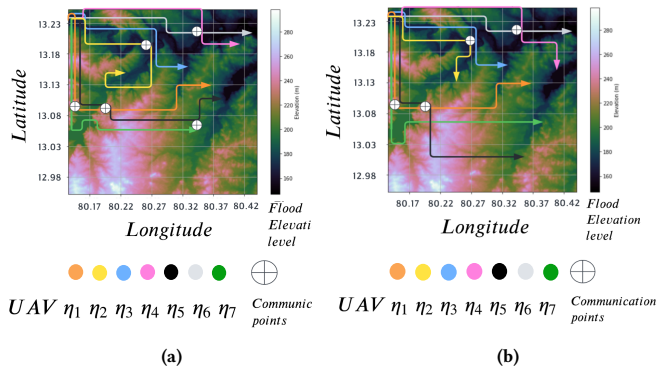 13.23
13.18
13.13
13.08
13.03
12.98
80.17 80.22 80.27 80.32 80.37 80.42
Latitude
Longitude
280
260
240
220
200
180
160
Elevation (m)
Flood
Elevati
level
UAV η1 η2 η3 η4 η5 η6 η7
Communic
points
(a)
13.23
13.18
13.13
13.08
13.03
12.98
80.17 80.22 80.27 80.32 80.37 80.42
Latitude
Longitude
280
260
240
220
200
180
160
Elevation (m)
Flood
Elevation
level
UAV η1 η2 η3 η4 η5 η6 η7
Communication
points
(b)